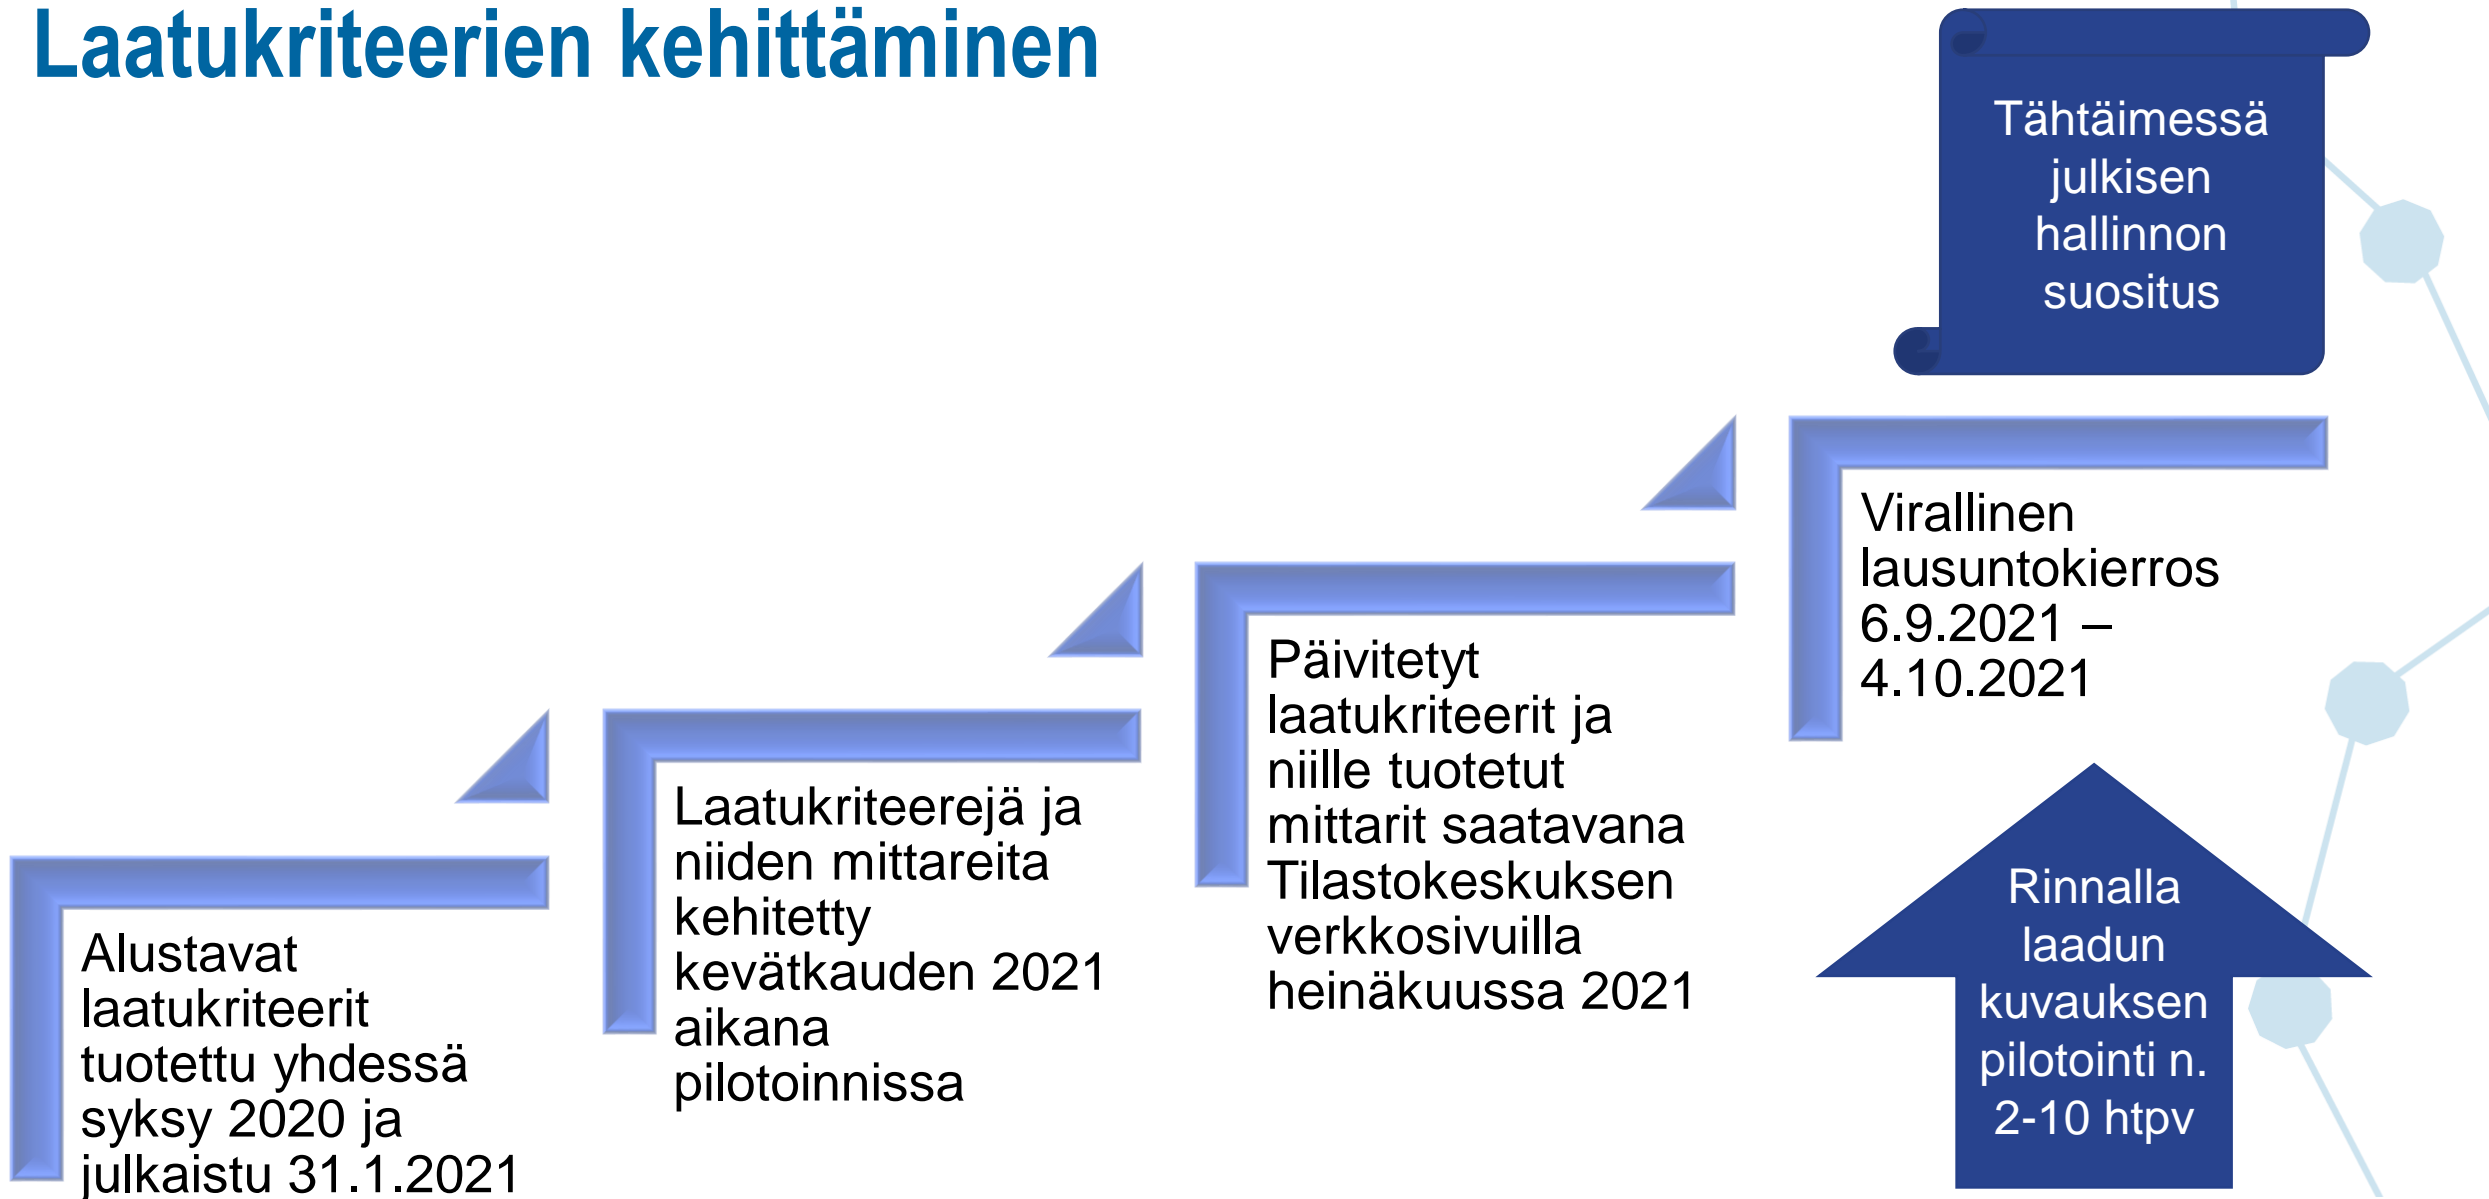 Laatukriteerien kehittäminen
Alustavat
laatukriteerit
tuotettu yhdessä
syksy 2020 ja
julkaistu 31.1.2021
Laatukriteerejä ja
niiden mittareita
kehitetty
kevätkauden 2021
aikana
pilotoinnissa
Päivitetyt
laatukriteerit ja
niille tuotetut
mittarit saatavana
Tilastokeskuksen
verkkosivuilla
heinäkuussa 2021
Virallinen
lausuntokierros
6.9.2021 –
4.10.2021
Tähtäimessä
julkisen
hallinnon
suositus
Rinnalla
laadun
kuvauksen
pilotointi n.
2-10 htpv